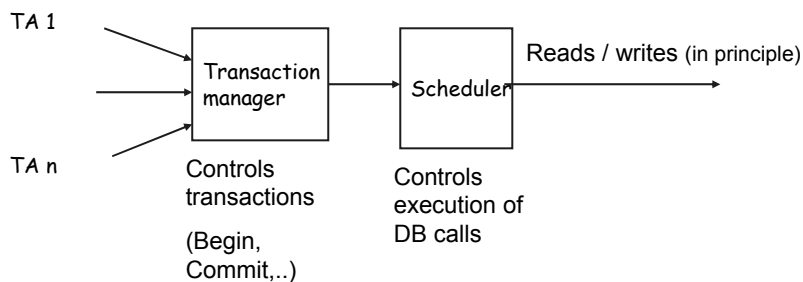 TA 1
Transaction
manager
Scheduler
Reads / writes (in principle)
TA n
Controls
transactions
(Begin,
Commit,..)
Controls
execution of
DB calls